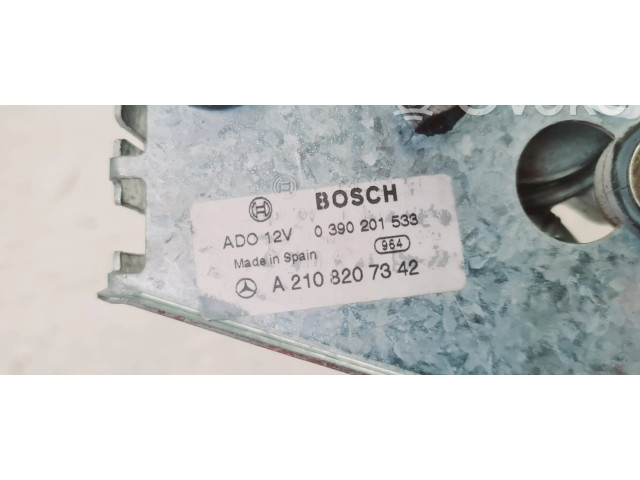 BOSCH
ADO 12V 0 390 201 533
Made in Spain 964
A 210 820 73 42